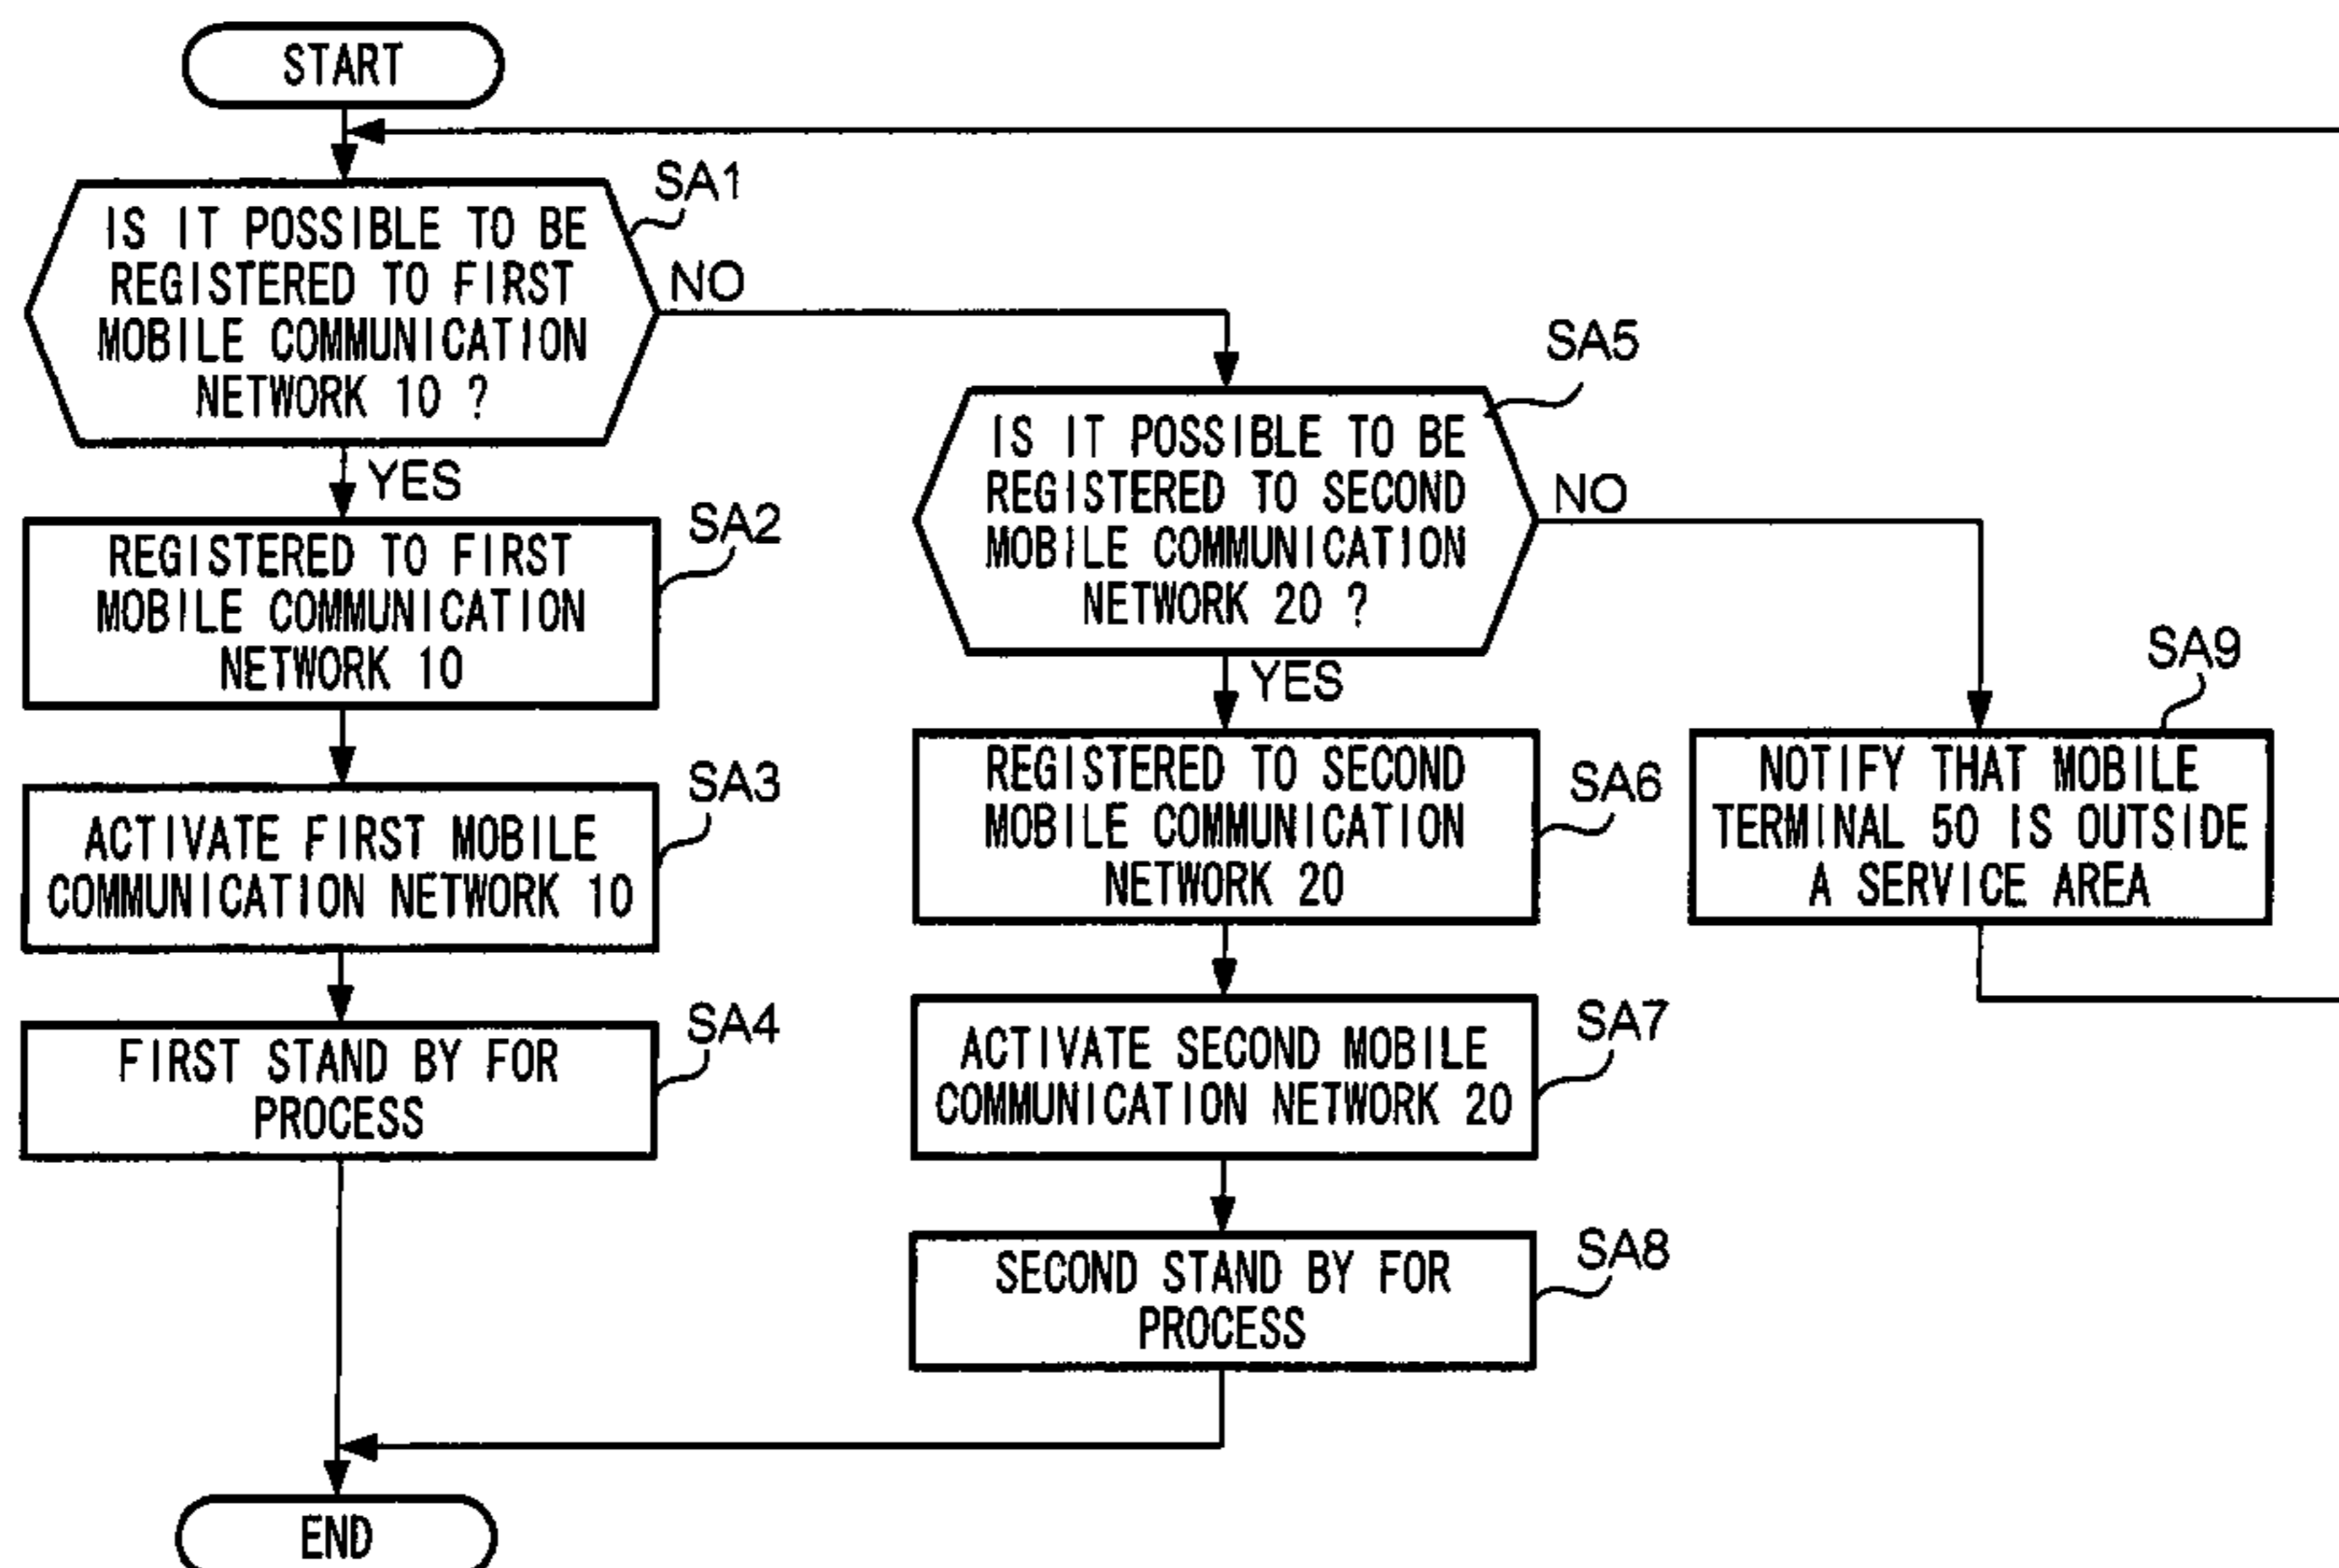 START
SA1
IS IT POSSIBLE TO BE
REGISTERED TO FIRST
MOBILE COMMUNICATION
NETWORK 10 ?
NO
YES
SA2
REGISTERED TO FIRST
MOBILE COMMUNICATION
NETWORK 10
SA3
ACTIVATE FIRST MOBILE
COMMUNICATION NETWORK 10
SA4
FIRST STAND BY FOR
PROCESS
SA5
IS IT POSSIBLE TO BE
REGISTERED TO SECOND
MOBILE COMMUNICATION
NETWORK 20 ?
NO
YES
SA6
REGISTERED TO SECOND
MOBILE COMMUNICATION
NETWORK 20
SA7
ACTIVATE SECOND MOBILE
COMMUNICATION NETWORK 20
SA8
SECOND STAND BY FOR
PROCESS
SA9
NOTIFY THAT MOBILE
TERMINAL 50 IS OUTSIDE
A SERVICE AREA
END